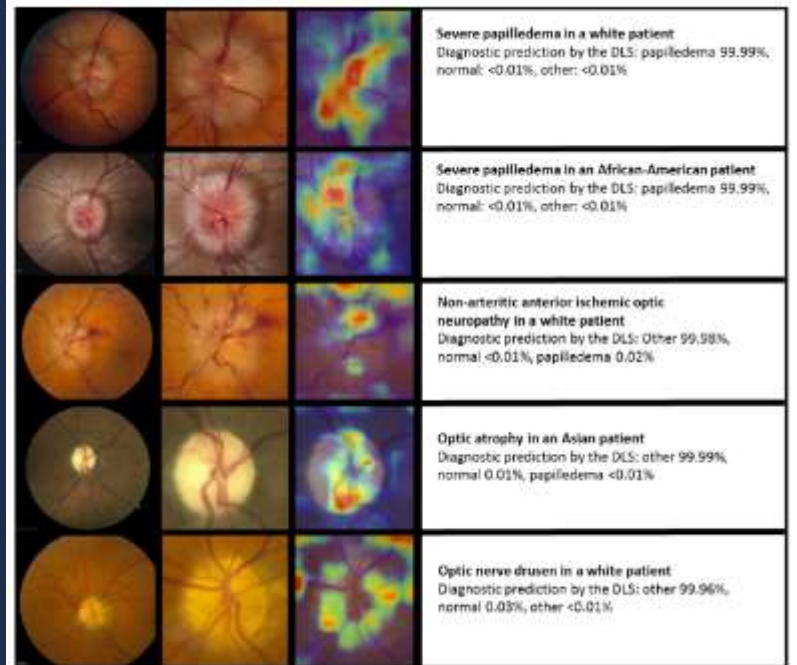 Severe papilledema in a white patient
Diagnostic prediction by the DLS: papilledema 99.99%,
normal: <0.01%, other: <0.01%
Severe papilledema in an African-American patient
Diagnostic prediction by the DLS: papilledema 99.99%,
normal: <0.01%, other: <0.01%
Non-arteritic anterior ischemic optic
neuropathy in a white patient
Diagnostic prediction by the DLS: Other 99.98%,
normal <0.01%, papilledema 0.02%
Optic atrophy in an Asian patient
Diagnostic prediction by the DLS: other 99.99%,
normal 0.01%, papilledema <0.01%
Optic nerve drusen in a white patient
Diagnostic prediction by the DLS: other 99.96%,
normal 0.03%, other <0.01%